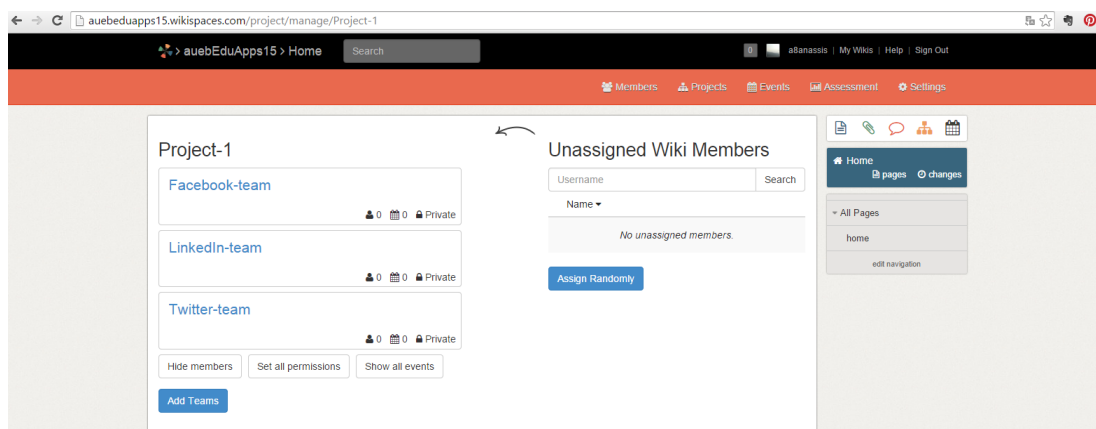 auebeduapps15.wikispaces.com/project/manage/Project-1
> auebEduApps15 > Home
Search
0
a8anassis | My Wikis | Help | Sign Out
Members
Projects
Events
Assessment
Settings
Project-1
Facebook-team
0 0 Private
LinkedIn-team
0 0 Private
Twitter-team
0 0 Private
Hide members
Set all permissions
Show all events
Add Teams
Unassigned Wiki Members
Username
Search
Name
No unassigned members.
Assign Randomly
Home
pages changes
All Pages
home
edit navigation